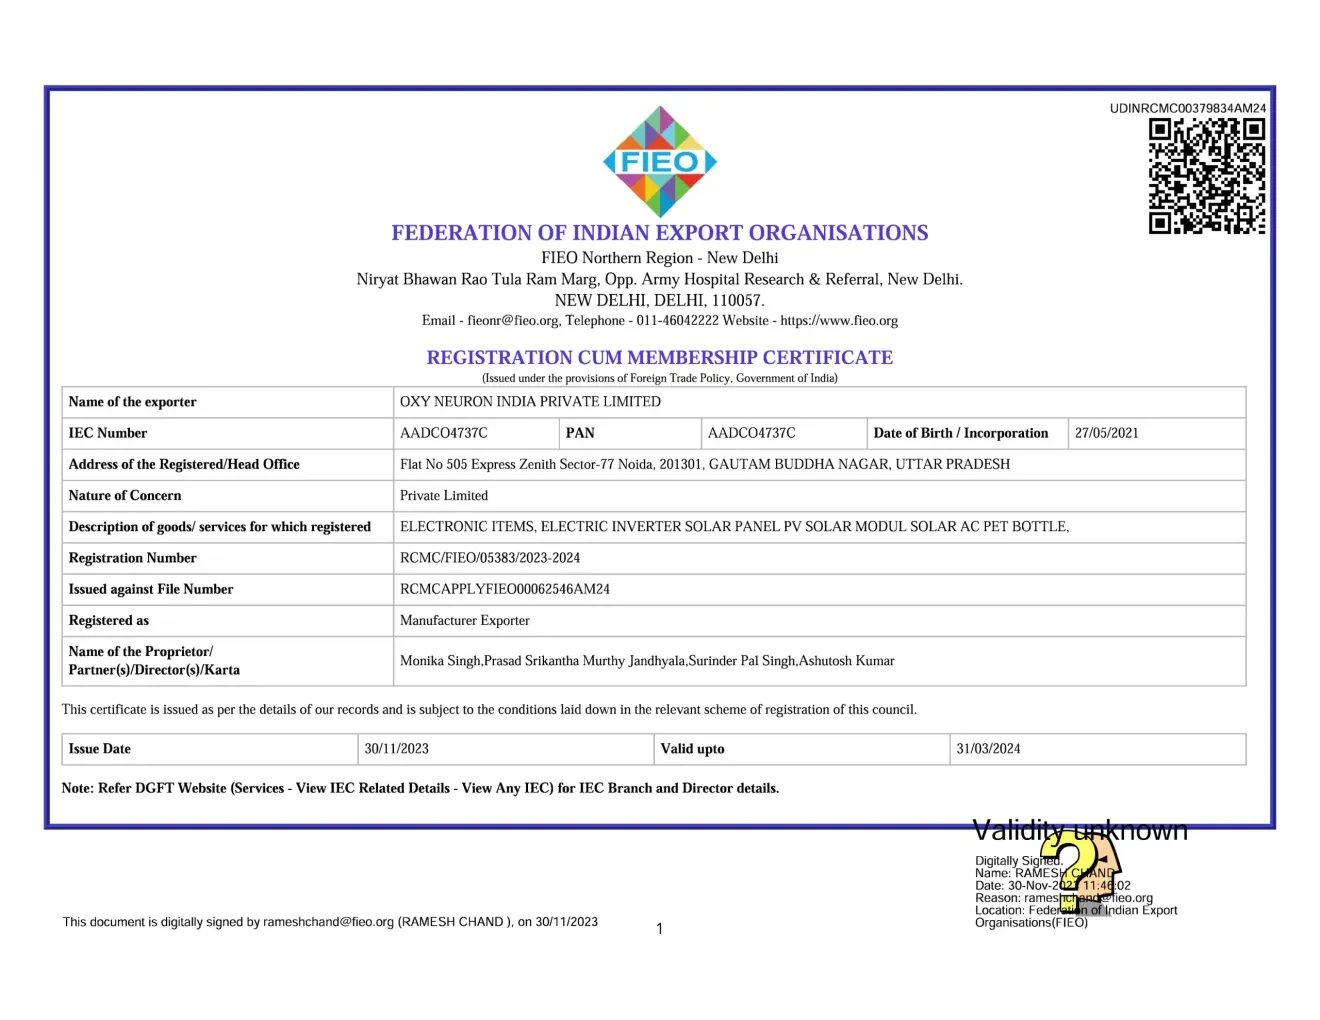 UDINRCMC00379834AM24
FIEO
FEDERATION OF INDIAN EXPORT ORGANISATIONS
FIEO Northern Region - New Delhi
Niryat Bhawan Rao Tula Ram Marg, Opp. Army Hospital Research & Referral, New Delhi.
NEW DELHI, DELHI, 110057.
Email - fieonr@fieo.org, Telephone - 011-46042222 Website - https://www.fieo.org
REGISTRATION CUM MEMBERSHIP CERTIFICATE
(Issued under the provisions of Foreign Trade Policy, Government of India)
Name of the exporter OXY NEURON INDIA PRIVATE LIMITED
IEC Number AADCO4737C PAN AADCO4737C Date of Birth / Incorporation 27/05/2021
Address of the Registered/Head Office Flat No 505 Express Zenith Sector-77 Noida, 201301, GAUTAM BUDDHA NAGAR, UTTAR PRADESH
Nature of Concern Private Limited
Description of goods/ services for which registered ELECTRONIC ITEMS, ELECTRIC INVERTER SOLAR PANEL PV SOLAR MODUL SOLAR AC PET BOTTLE,
Registration Number RCMC/FIEO/05383/2023-2024
Issued against File Number RCMCAPPLYFIEO00062546AM24
Registered as Manufacturer Exporter
Name of the Proprietor/
Partner(s)/Director(s)/Karta Monika Singh,Prasad Srikantha Murthy Jandhyala,Surinder Pal Singh,Ashutosh Kumar
This certificate is issued as per the details of our records and is subject to the conditions laid down in the relevant scheme of registration of this council.
Issue Date 30/11/2023 Valid upto 31/03/2024
Note: Refer DGFT Website (Services - View IEC Related Details - View Any IEC) for IEC Branch and Director details.
Validity unknown
Digitally Signed.
Name: RAMESH CHAND
Date: 30-Nov-2023 11:46:02
Reason: rameshchand@fieo.org
Location: Federation of Indian Export
Organisations(FIEO)
This document is digitally signed by rameshchand@fieo.org (RAMESH CHAND ), on 30/11/2023
1